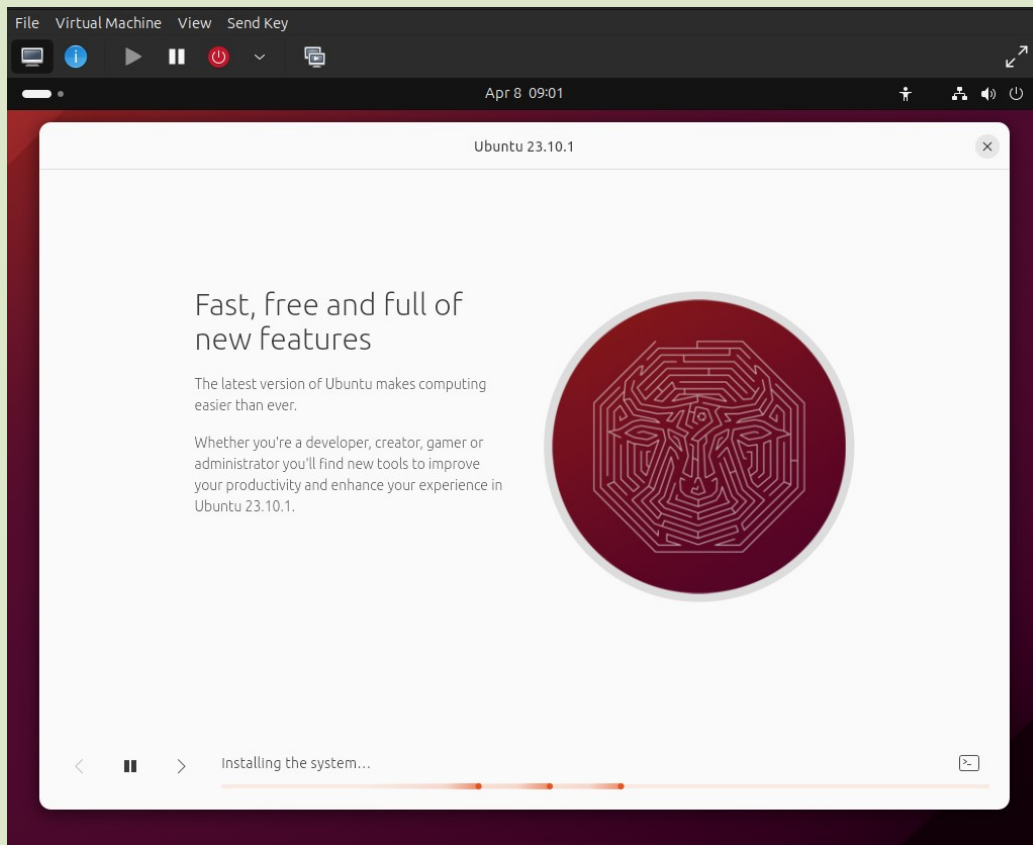 File Virtual Machine View Send Key
Apr 8 09:01
Ubuntu 23.10.1
Fast, free and full of
new features
The latest version of Ubuntu makes computing
easier than ever.
Whether you're a developer, creator, gamer or
administrator you'll find new tools to improve
your productivity and enhance your experience in
Ubuntu 23.10.1.
Installing the system...